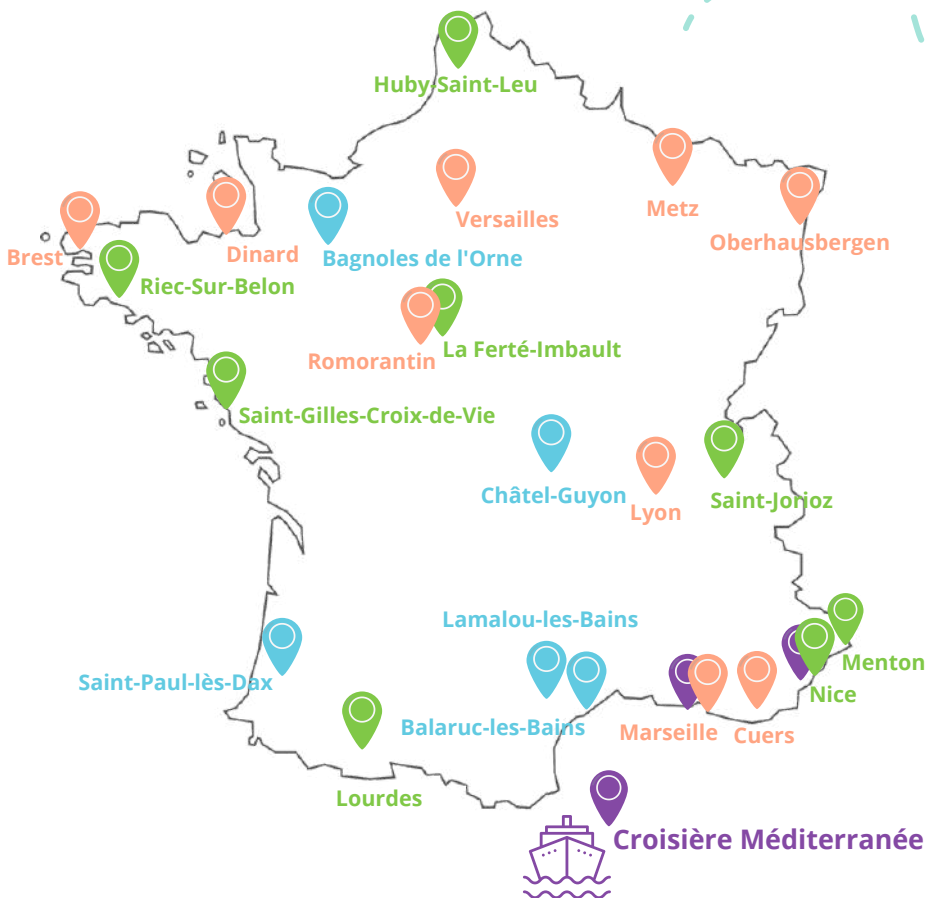 Huby-Saint-Leu
Versailles
Metz
Oberhausbergen
Brest
Dinard
Bagnoles de l'Orne
Riec-Sur-Belon
Romorantin
La Ferté-Imbault
Saint-Gilles-Croix-de-Vie
Châtel-Guyon
Lyon
Saint-Jorioz
Lamalou-les-Bains
Menton
Saint-Paul-lès-Dax
Nice
Balaruc-les-Bains
Marseille
Cuers
Lourdes
Croisière Méditerranée